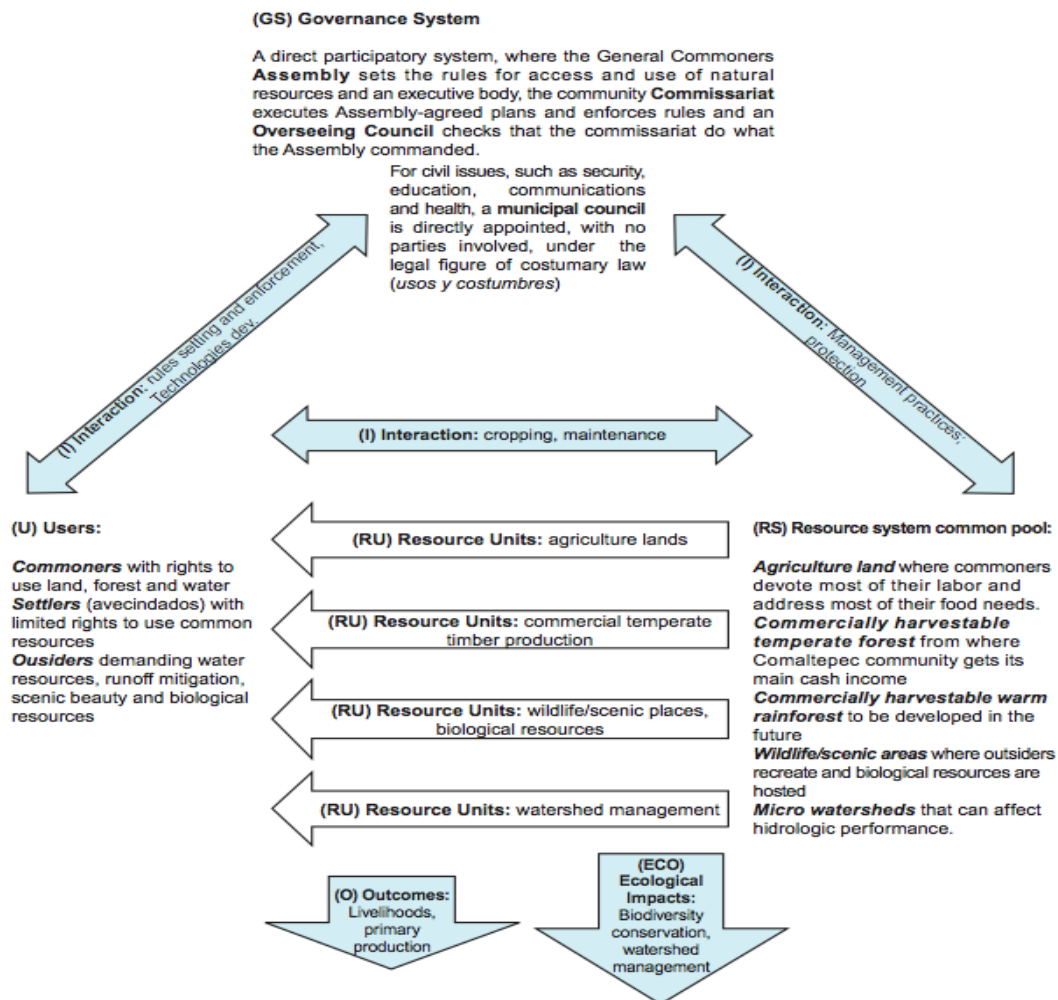 (GS) Governance System
A direct participatory system, where the General Commoners
Assembly sets the rules for access and use of natural
resources and an executive body, the community Commissariat
executes Assembly-agreed plans and enforces rules and an
Overseeing Council checks that the commissariat do what
the Assembly commanded.
For civil issues, such as security,
education, communications
and health, a municipal council
is directly appointed, with no
parties involved, under the
legal figure of costumary law
(usos y costumbres)
(I) Interaction: rules setting and enforcement,
Technologies dev.
(I) Interaction: Management practices;
protection
(I) Interaction: cropping, maintenance
(U) Users:
Commoners with rights to
use land, forest and water
Settlers (avecindados) with
limited rights to use common
resources
Ousiders demanding water
resources, runoff mitigation,
scenic beauty and biological
resources
(RU) Resource Units: agriculture lands
(RU) Resource Units: commercial temperate
timber production
(RU) Resource Units: wildlife/scenic places,
biological resources
(RU) Resource Units: watershed management
(RS) Resource system common pool:
Agriculture land where commoners
devote most of their labor and
address most of their food needs.
Commercially harvestable
temperate forest from where
Comaltepec community gets its
main cash income
Commercially harvestable warm
rainforest to be developed in the
future
Wildlife/scenic areas where outsiders
recreate and biological resources are
hosted
Micro watersheds that can affect
hidrologic performance.
(O) Outcomes:
Livelihoods,
primary
production
(ECO)
Ecological
Impacts:
Biodiversity
conservation,
watershed
management